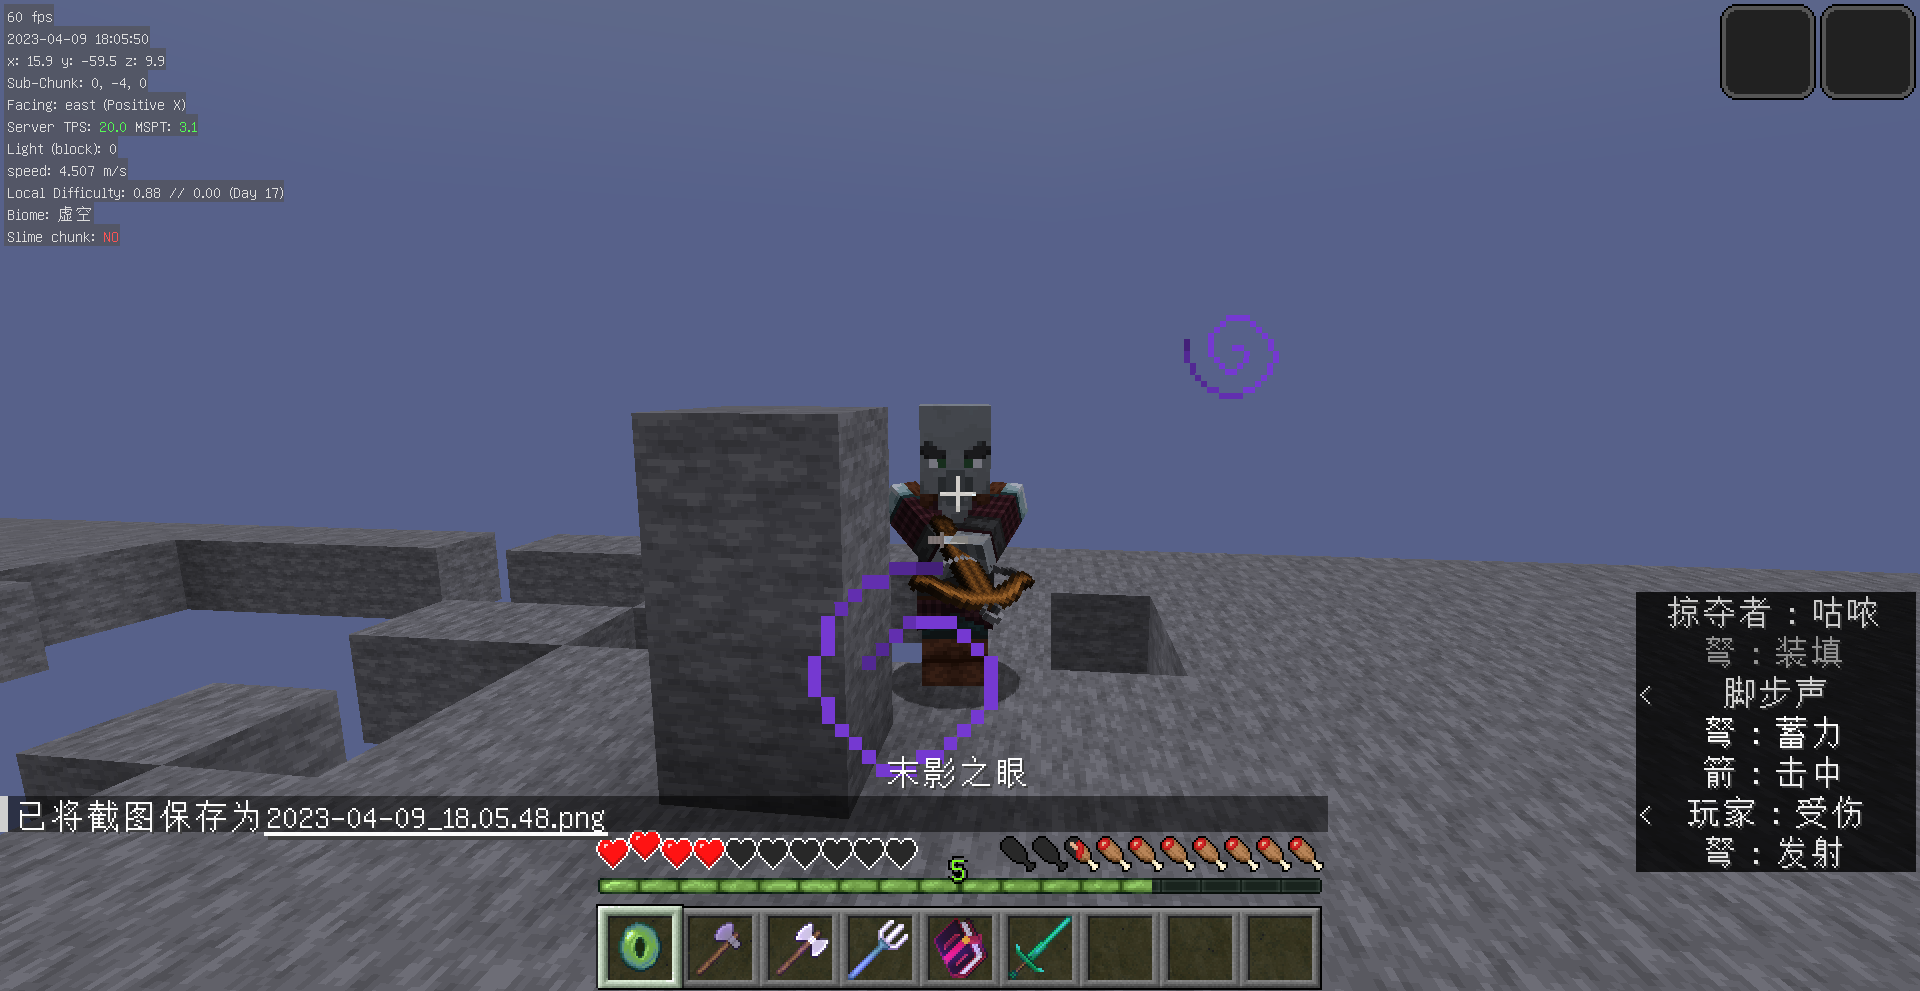 60 fps
2023-04-09 18:05:50
x: 15.9 y: -59.5 z: 9.9
Sub-Chunk: 0, -4, 0
Facing: east (Positive X)
Server TPS: 20.0 MSPT: 3.1
Light (block): 0
speed: 4.507 m/s
Local Difficulty: 0.88 // 0.00 (Day 17)
Biome: 虚空
Slime chunk: NO
掠夺者：咕哝
弩：装填
< 脚步声
弩：蓄力
箭：击中
< 玩家：受伤
弩：发射
末影之眼
已将截图保存为2023-04-09_18.05.48.png
5